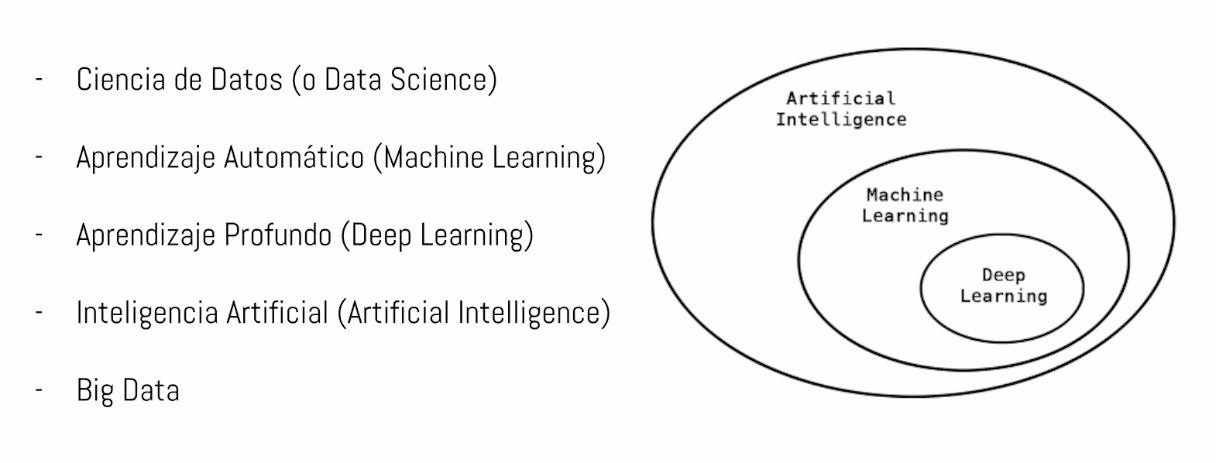 - Ciencia de Datos (o Data Science)
- Aprendizaje Automático (Machine Learning)
- Aprendizaje Profundo (Deep Learning)
- Inteligencia Artificial (Artificial Intelligence)
- Big Data
Artificial
Intelligence
Machine
Learning
Deep
Learning